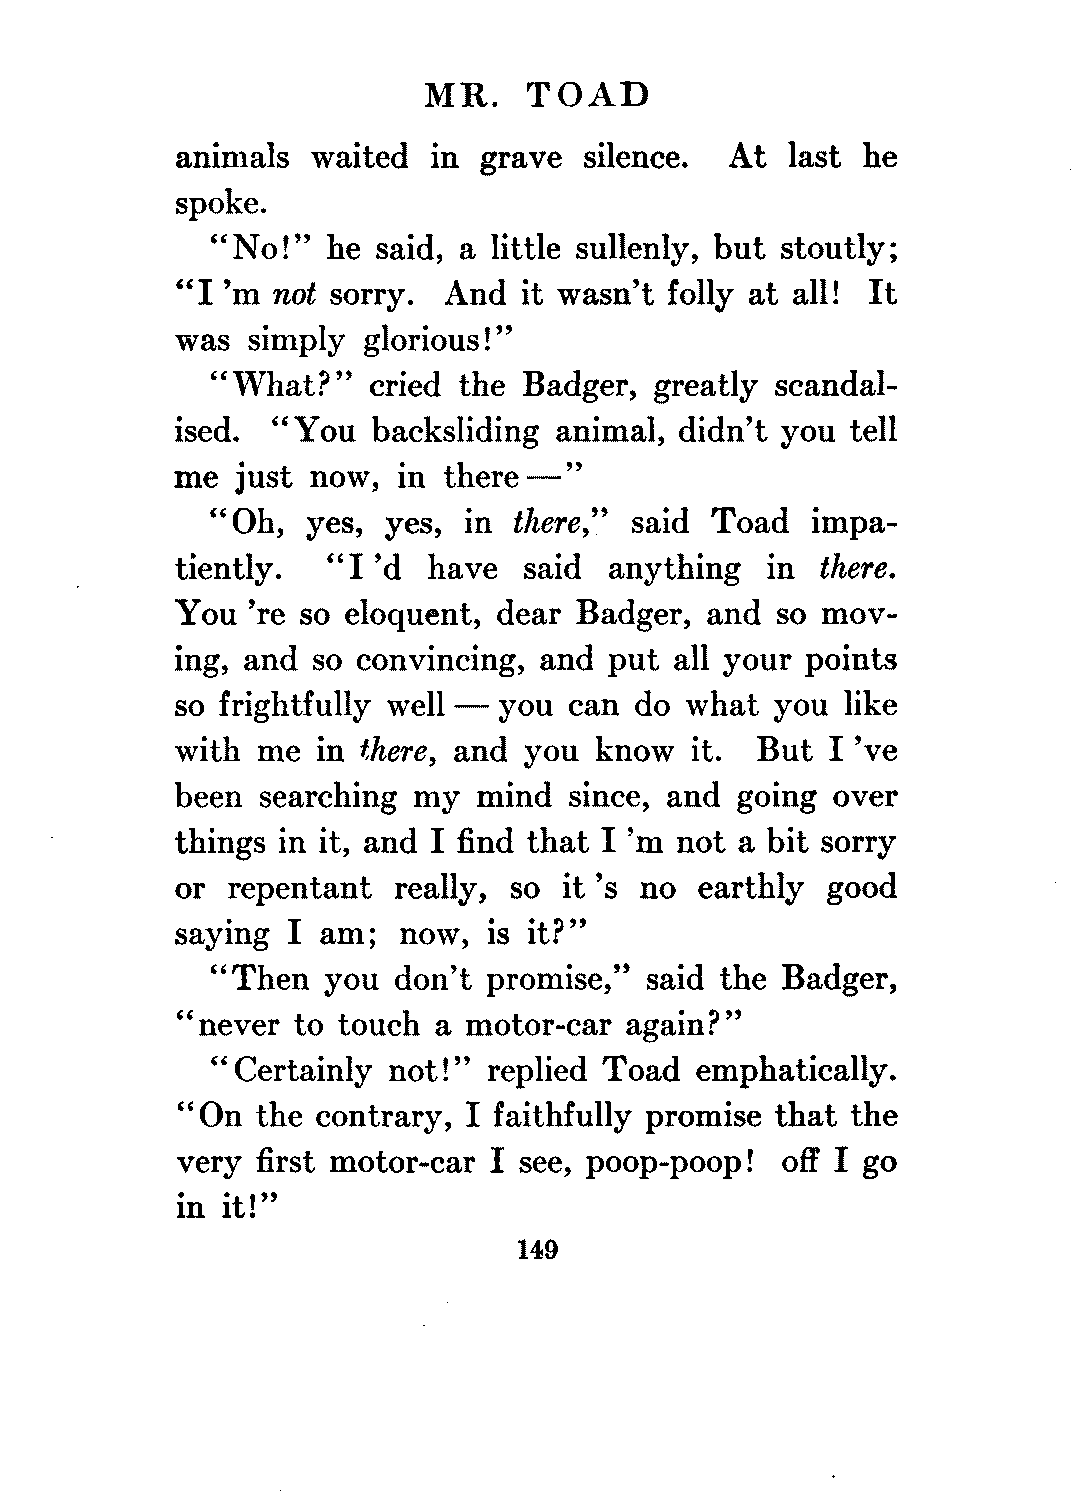 MR. TOAD
animals waited in grave silence. At last he
spoke.
“No!” he said, a little sullenly, but stoutly;
“I ’m not sorry. And it wasn’t folly at all! It
was simply glorious!”
“What?” cried the Badger, greatly scandal-
ised. “You backsliding animal, didn’t you tell
me just now, in there—”
“Oh, yes, yes, in there,” said Toad impa-
tiently. “I ’d have said anything in there.
You ’re so eloquent, dear Badger, and so mov-
ing, and so convincing, and put all your points
so frightfully well — you can do what you like
with me in there, and you know it. But I ’ve
been searching my mind since, and going over
things in it, and I find that I ’m not a bit sorry
or repentant really, so it ’s no earthly good
saying I am; now, is it?”
“Then you don’t promise,” said the Badger,
“never to touch a motor-car again?”
“Certainly not!” replied Toad emphatically.
“On the contrary, I faithfully promise that the
very first motor-car I see, poop-poop! off I go
in it!”
149